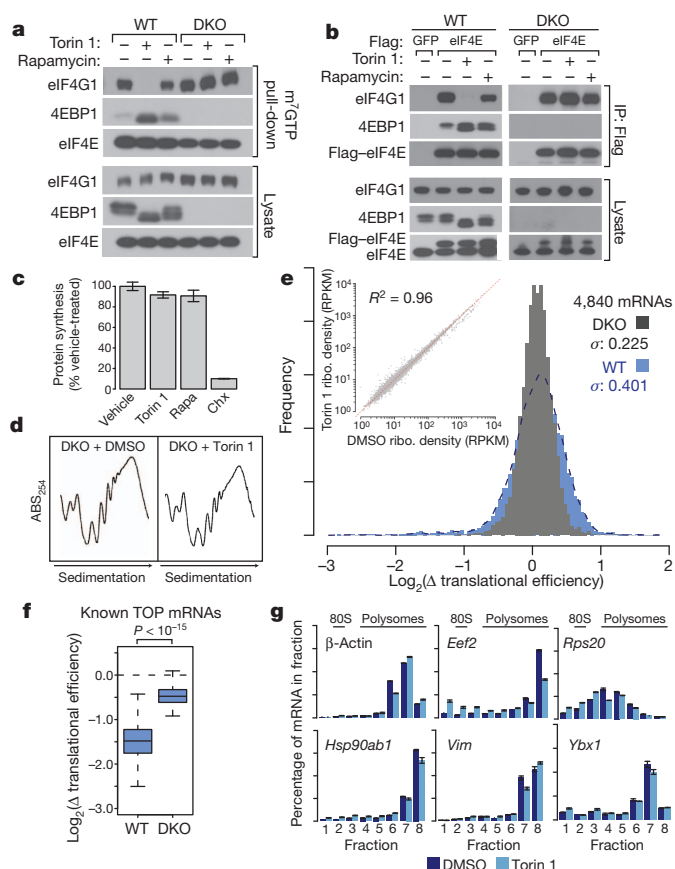 a
WT DKO
Torin 1: – + – – + –
Rapamycin: – – + – – +
eIF4G1
4EBP1
eIF4E
m7GTP pull-down
eIF4G1
4EBP1
eIF4E
Lysate
b
WT DKO
Flag: GFP eIF4E GFP eIF4E
Torin 1: – – + – – – + –
Rapamycin: – – – + – – – +
eIF4G1
4EBP1
Flag–eIF4E
IP: Flag
eIF4G1
4EBP1
Flag–eIF4E
eIF4E
Lysate
c
Protein synthesis
(% vehicle-treated)
100
80
60
40
20
0
Vehicle Torin 1 Rapa Chx
d
DKO + DMSO DKO + Torin 1
ABS254
Sedimentation Sedimentation
e
Torin 1 ribo. density (RPKM)
10⁴
10³
10²
10¹
10⁰
R² = 0.96
10⁰ 10¹ 10² 10³ 10⁴
DMSO ribo. density (RPKM)
4,840 mRNAs
DKO
σ: 0.225
WT
σ: 0.401
Frequency
–3 –2 –1 0 1 2
Log2(Δ translational efficiency)
f
Known TOP mRNAs
P < 10⁻¹⁵
Log2(Δ translational efficiency)
0.0
–1.0
–2.0
–3.0
WT DKO
g
Percentage of mRNA in fraction
80S Polysomes 80S Polysomes 80S Polysomes
β-Actin Eef2 Rps20
Hsp90ab1 Vim Ybx1
1 2 3 4 5 6 7 8 1 2 3 4 5 6 7 8 1 2 3 4 5 6 7 8
Fraction Fraction Fraction
DMSO Torin 1